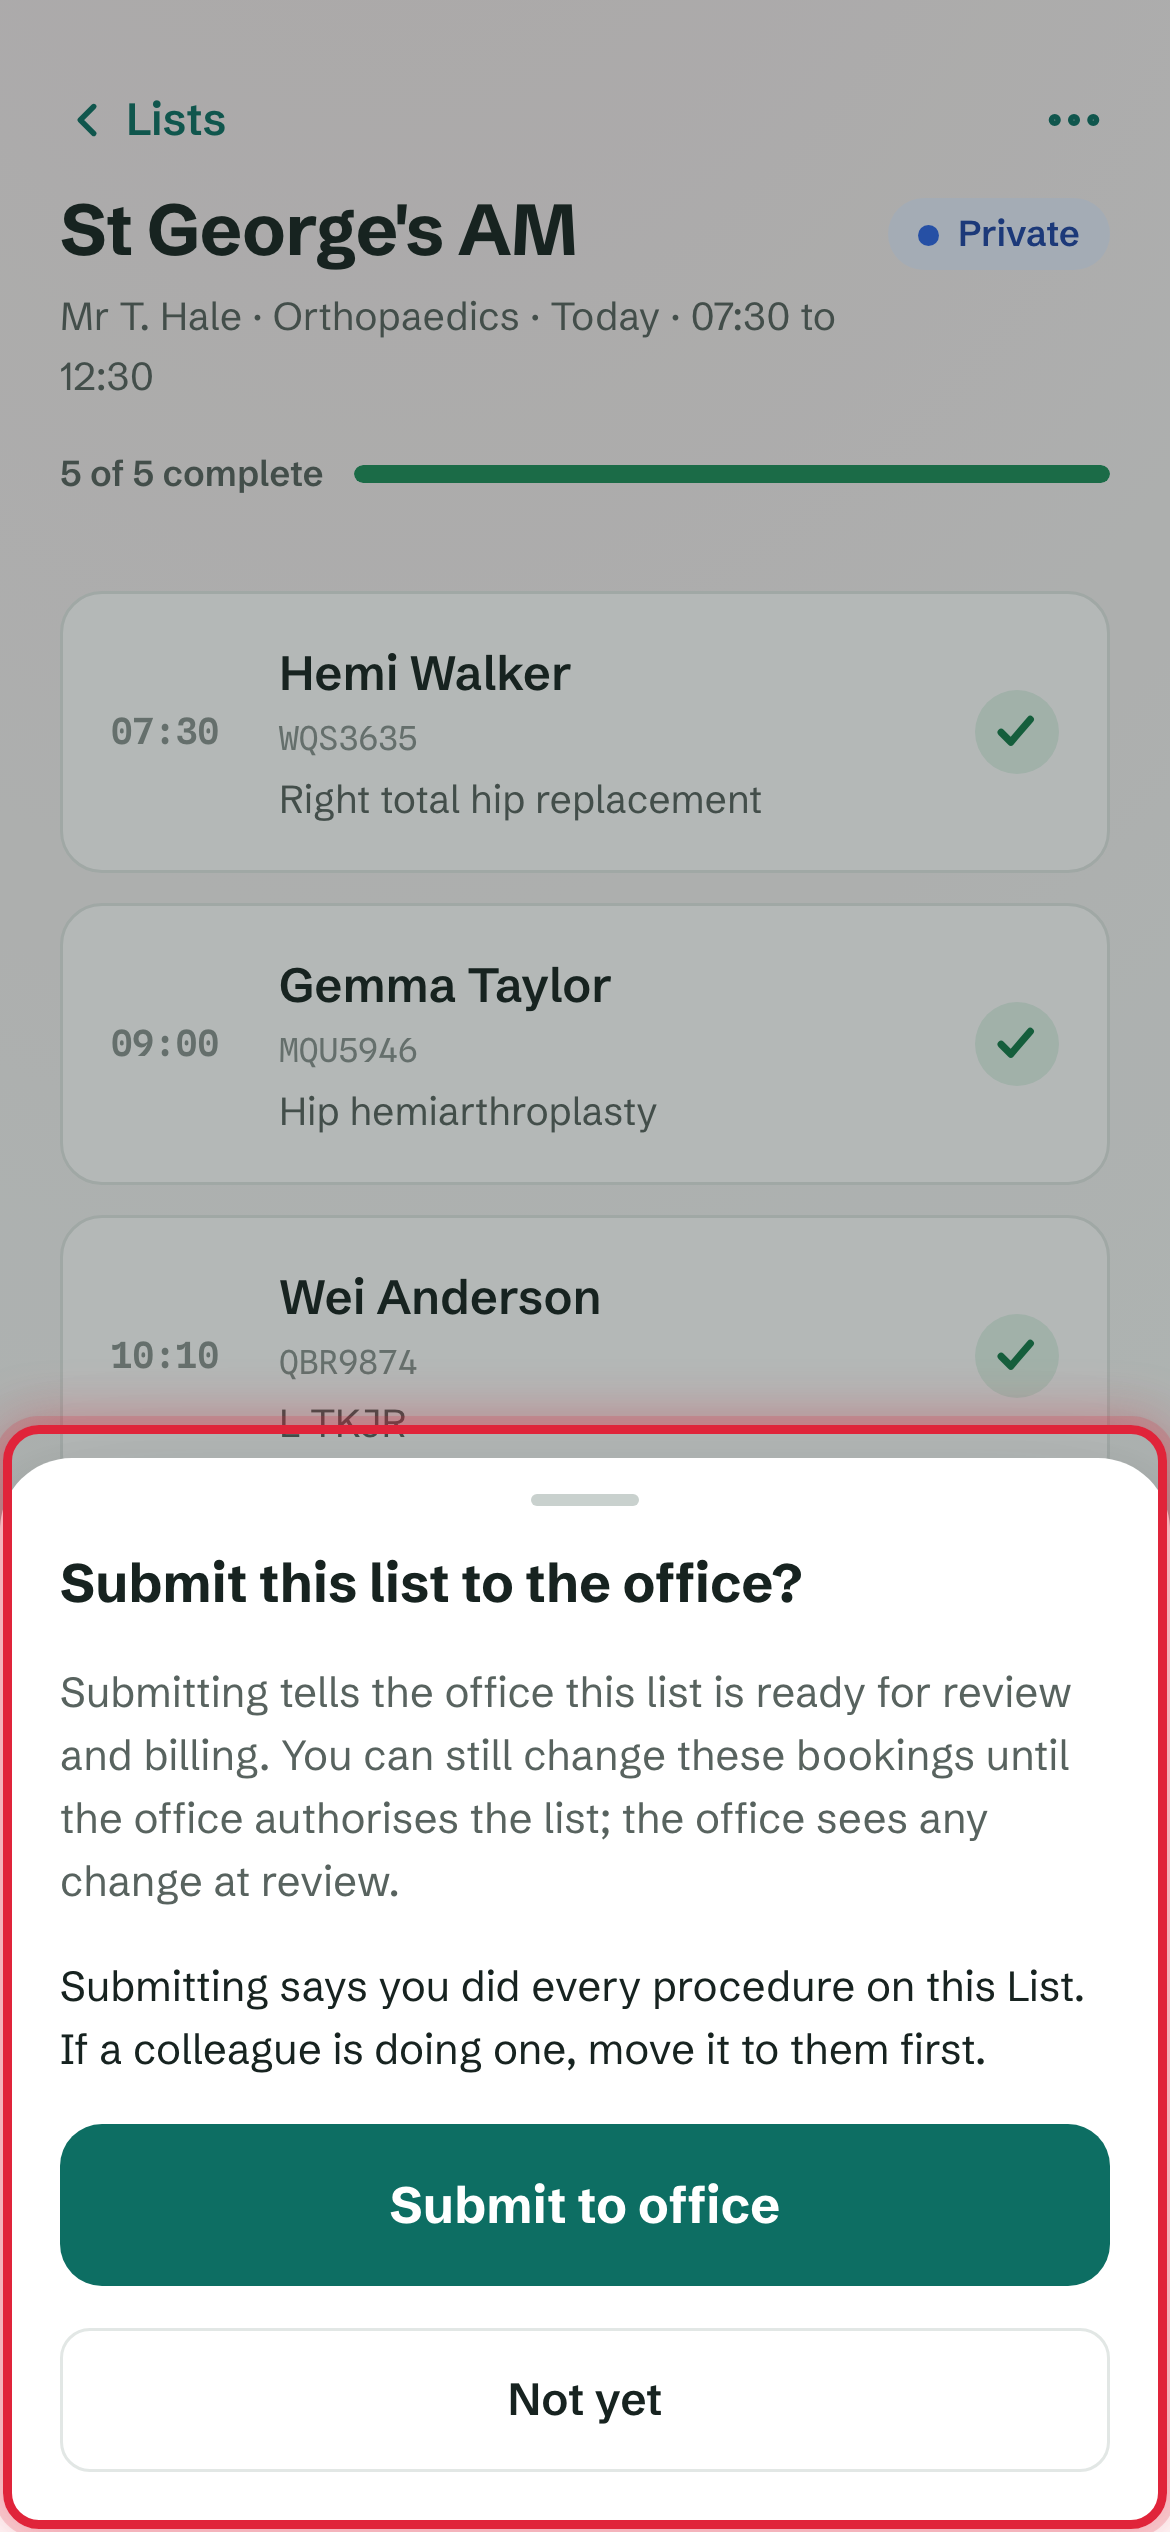 Lists
St George's AM
Private
Mr T. Hale · Orthopaedics · Today · 07:30 to
12:30
5 of 5 complete
Hemi Walker
07:30
WQS3635
Right total hip replacement
Gemma Taylor
09:00
MQU5946
Hip hemiarthroplasty
Wei Anderson
10:10
QBR9874
L TKJR
Submit this list to the office?
Submitting tells the office this list is ready for review
and billing. You can still change these bookings until
the office authorises the list; the office sees any
change at review.
Submitting says you did every procedure on this List.
If a colleague is doing one, move it to them first.
Submit to office
Not yet